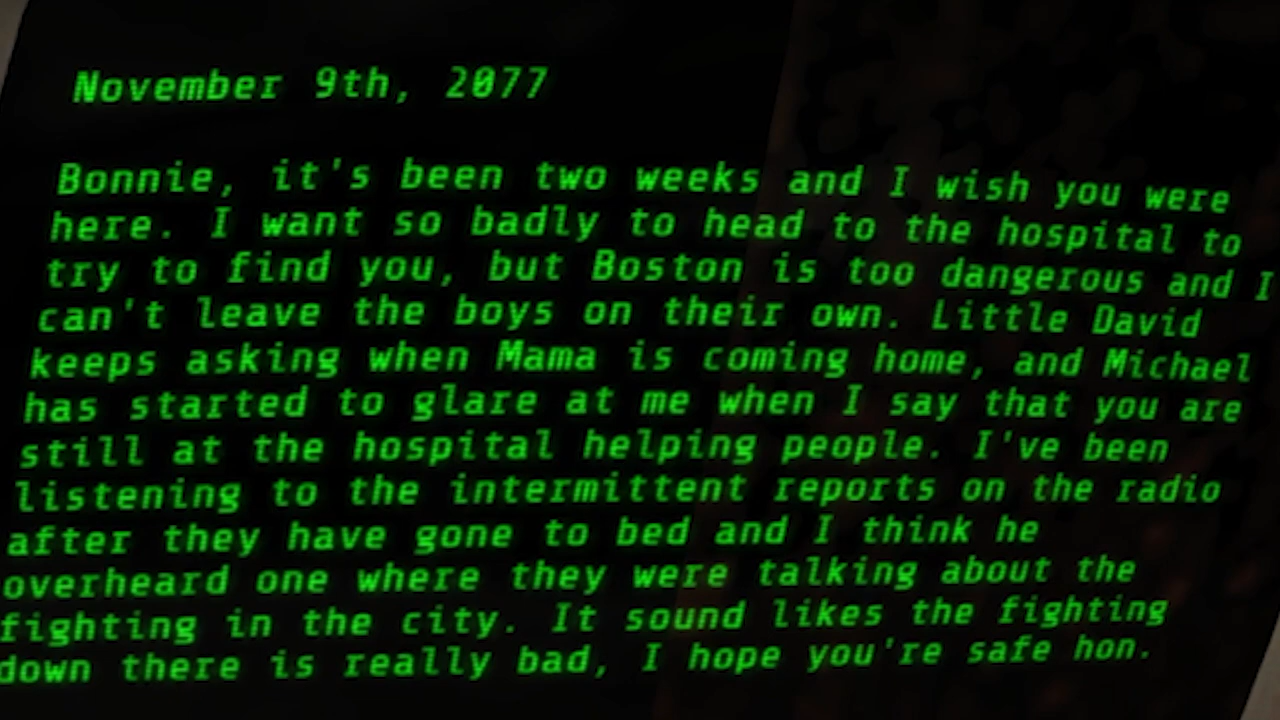 November 9th, 2077
Bonnie, it's been two weeks and I wish you were
here. I want so badly to head to the hospital to
try to find you, but Boston is too dangerous and I
can't leave the boys on their own. Little David
keeps asking when Mama is coming home, and Michael
has started to glare at me when I say that you are
still at the hospital helping people. I've been
listening to the intermittent reports on the radio
after they have gone to bed and I think he
overheard one where they were talking about the
fighting in the city. It sound likes the fighting
down there is really bad, I hope you're safe hon.